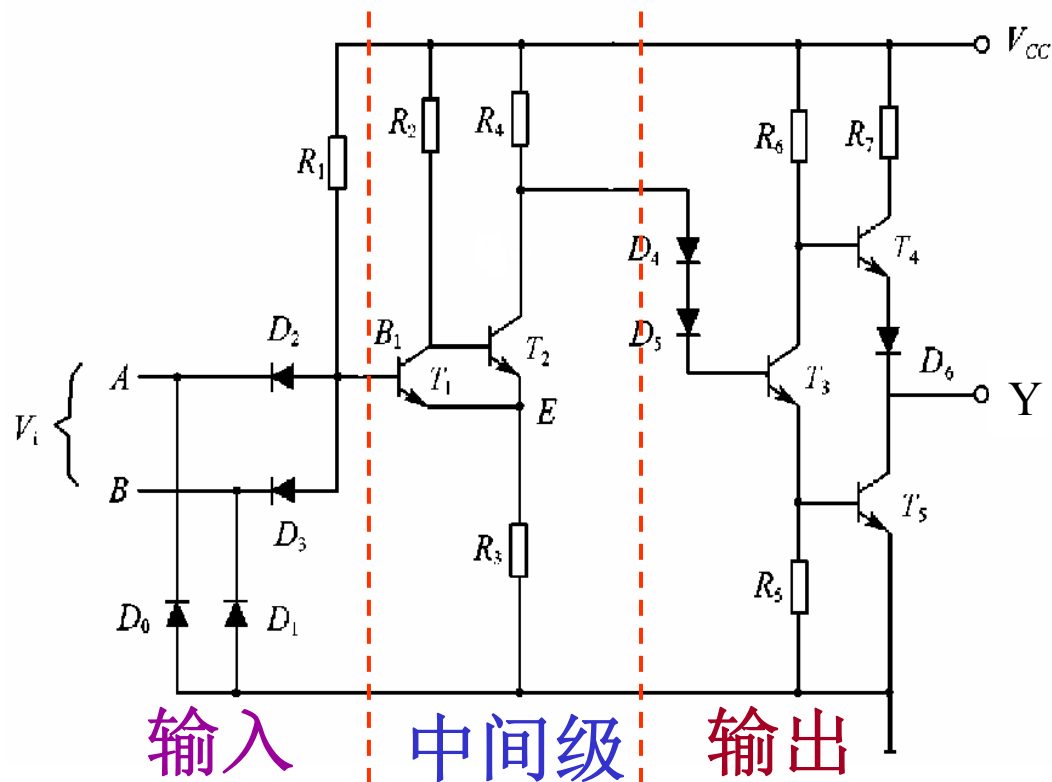 V_CC
R₂
R₄
R₆
R₇
R₁
D₄
T₄
D₂
B₁
T₂
D₅
A
T₁
T₃
D₆
E
Y
V_i
B
T₅
D₃
R₃
R₅
D₀
D₁
输入
中间级
输出